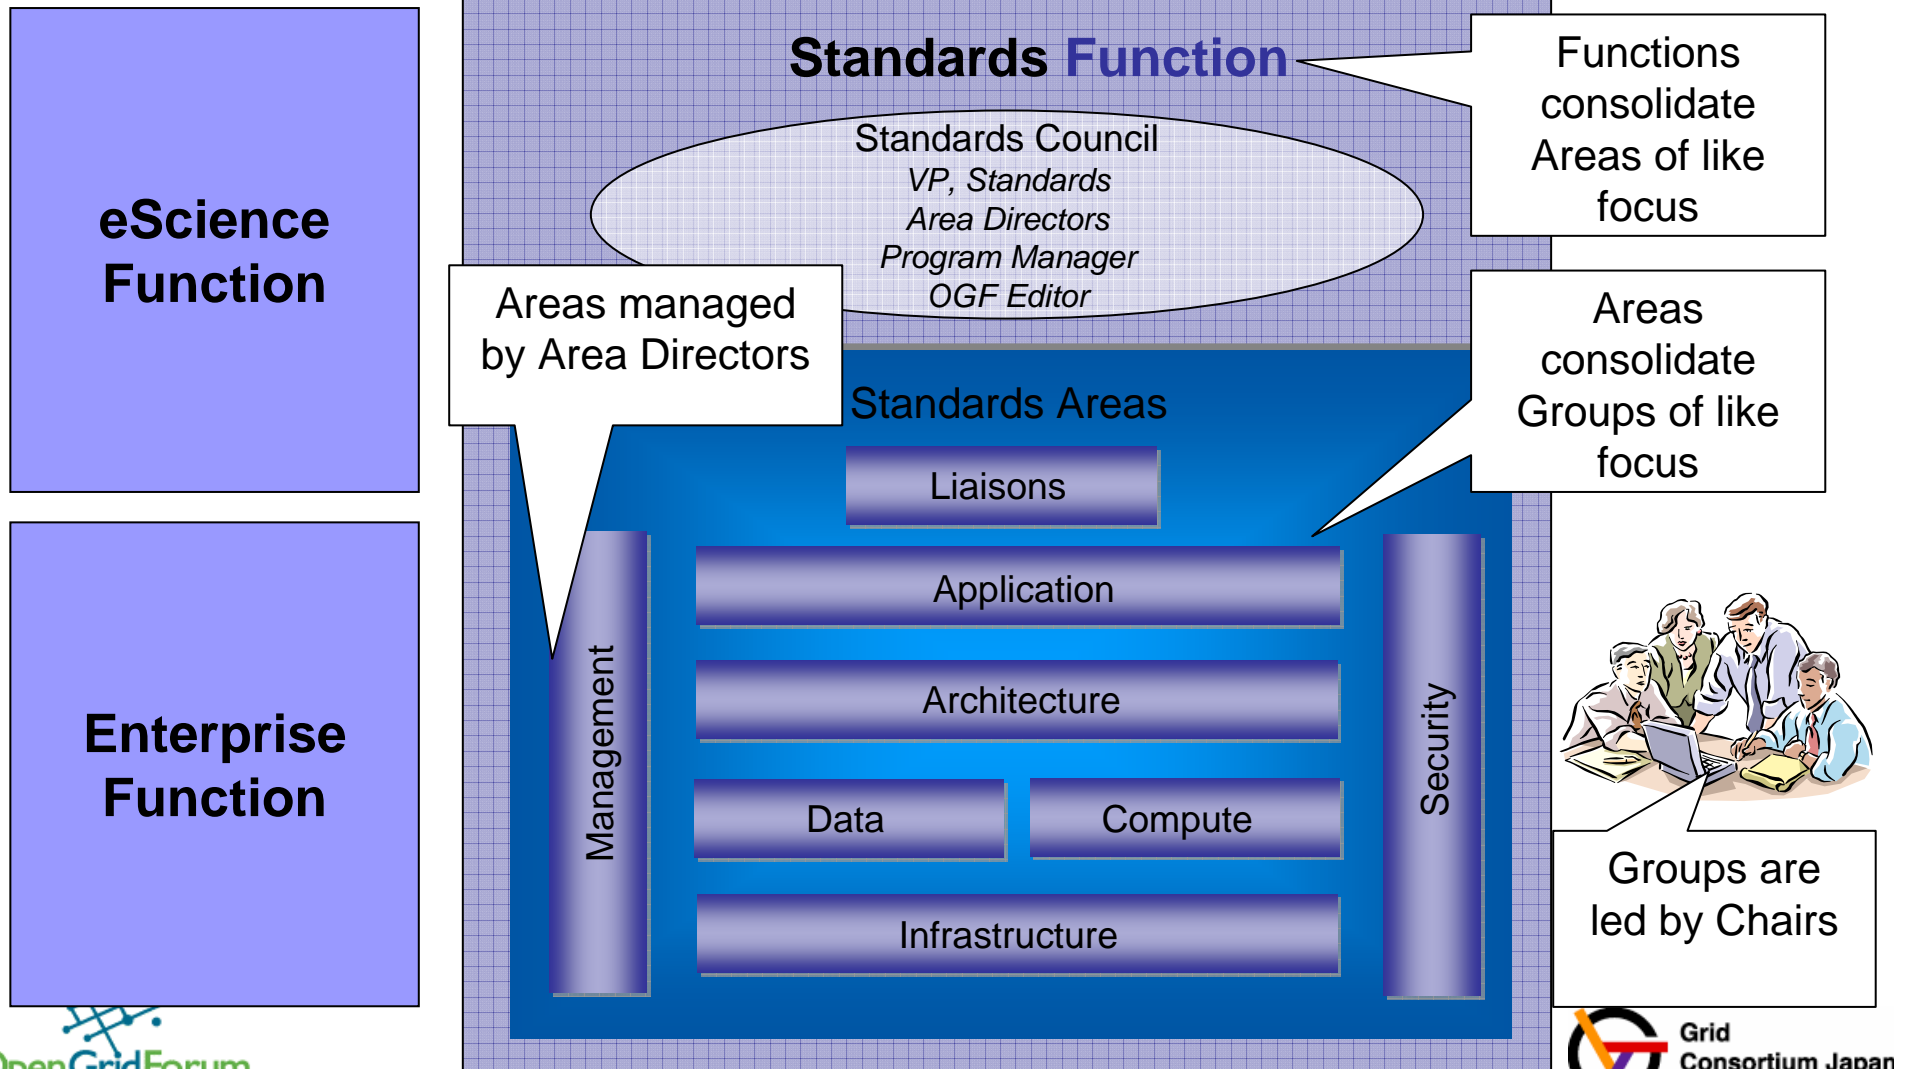 eScience
Function
Enterprise
Function
Standards Function
Standards Council
VP, Standards
Area Directors
Program Manager
OGF Editor
Areas managed
by Area Directors
Standards Areas
Liaisons
Application
Architecture
Data
Compute
Infrastructure
Management
Security
Functions
consolidate
Areas of like
focus
Areas
consolidate
Groups of like
focus
Groups are
led by Chairs
OpenGridForum
Grid
Consortium Japan